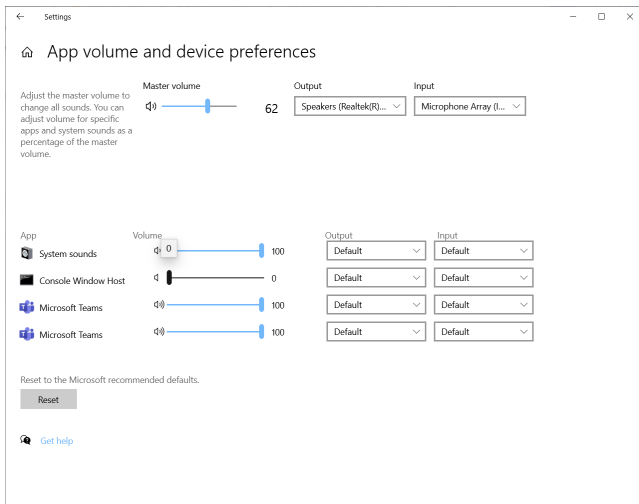 Settings
App volume and device preferences
Adjust the master volume to
change all sounds. You can
adjust volume for specific
apps and system sounds as a
percentage of the master
volume.
Master volume
62
Output
Speakers (Realtek(R)...
Input
Microphone Array (I...
App Volume Output Input
System sounds 0 100 Default Default
Console Window Host 0 Default Default
Microsoft Teams 100 Default Default
Microsoft Teams 100 Default Default
Reset to the Microsoft recommended defaults.
Reset
Get help